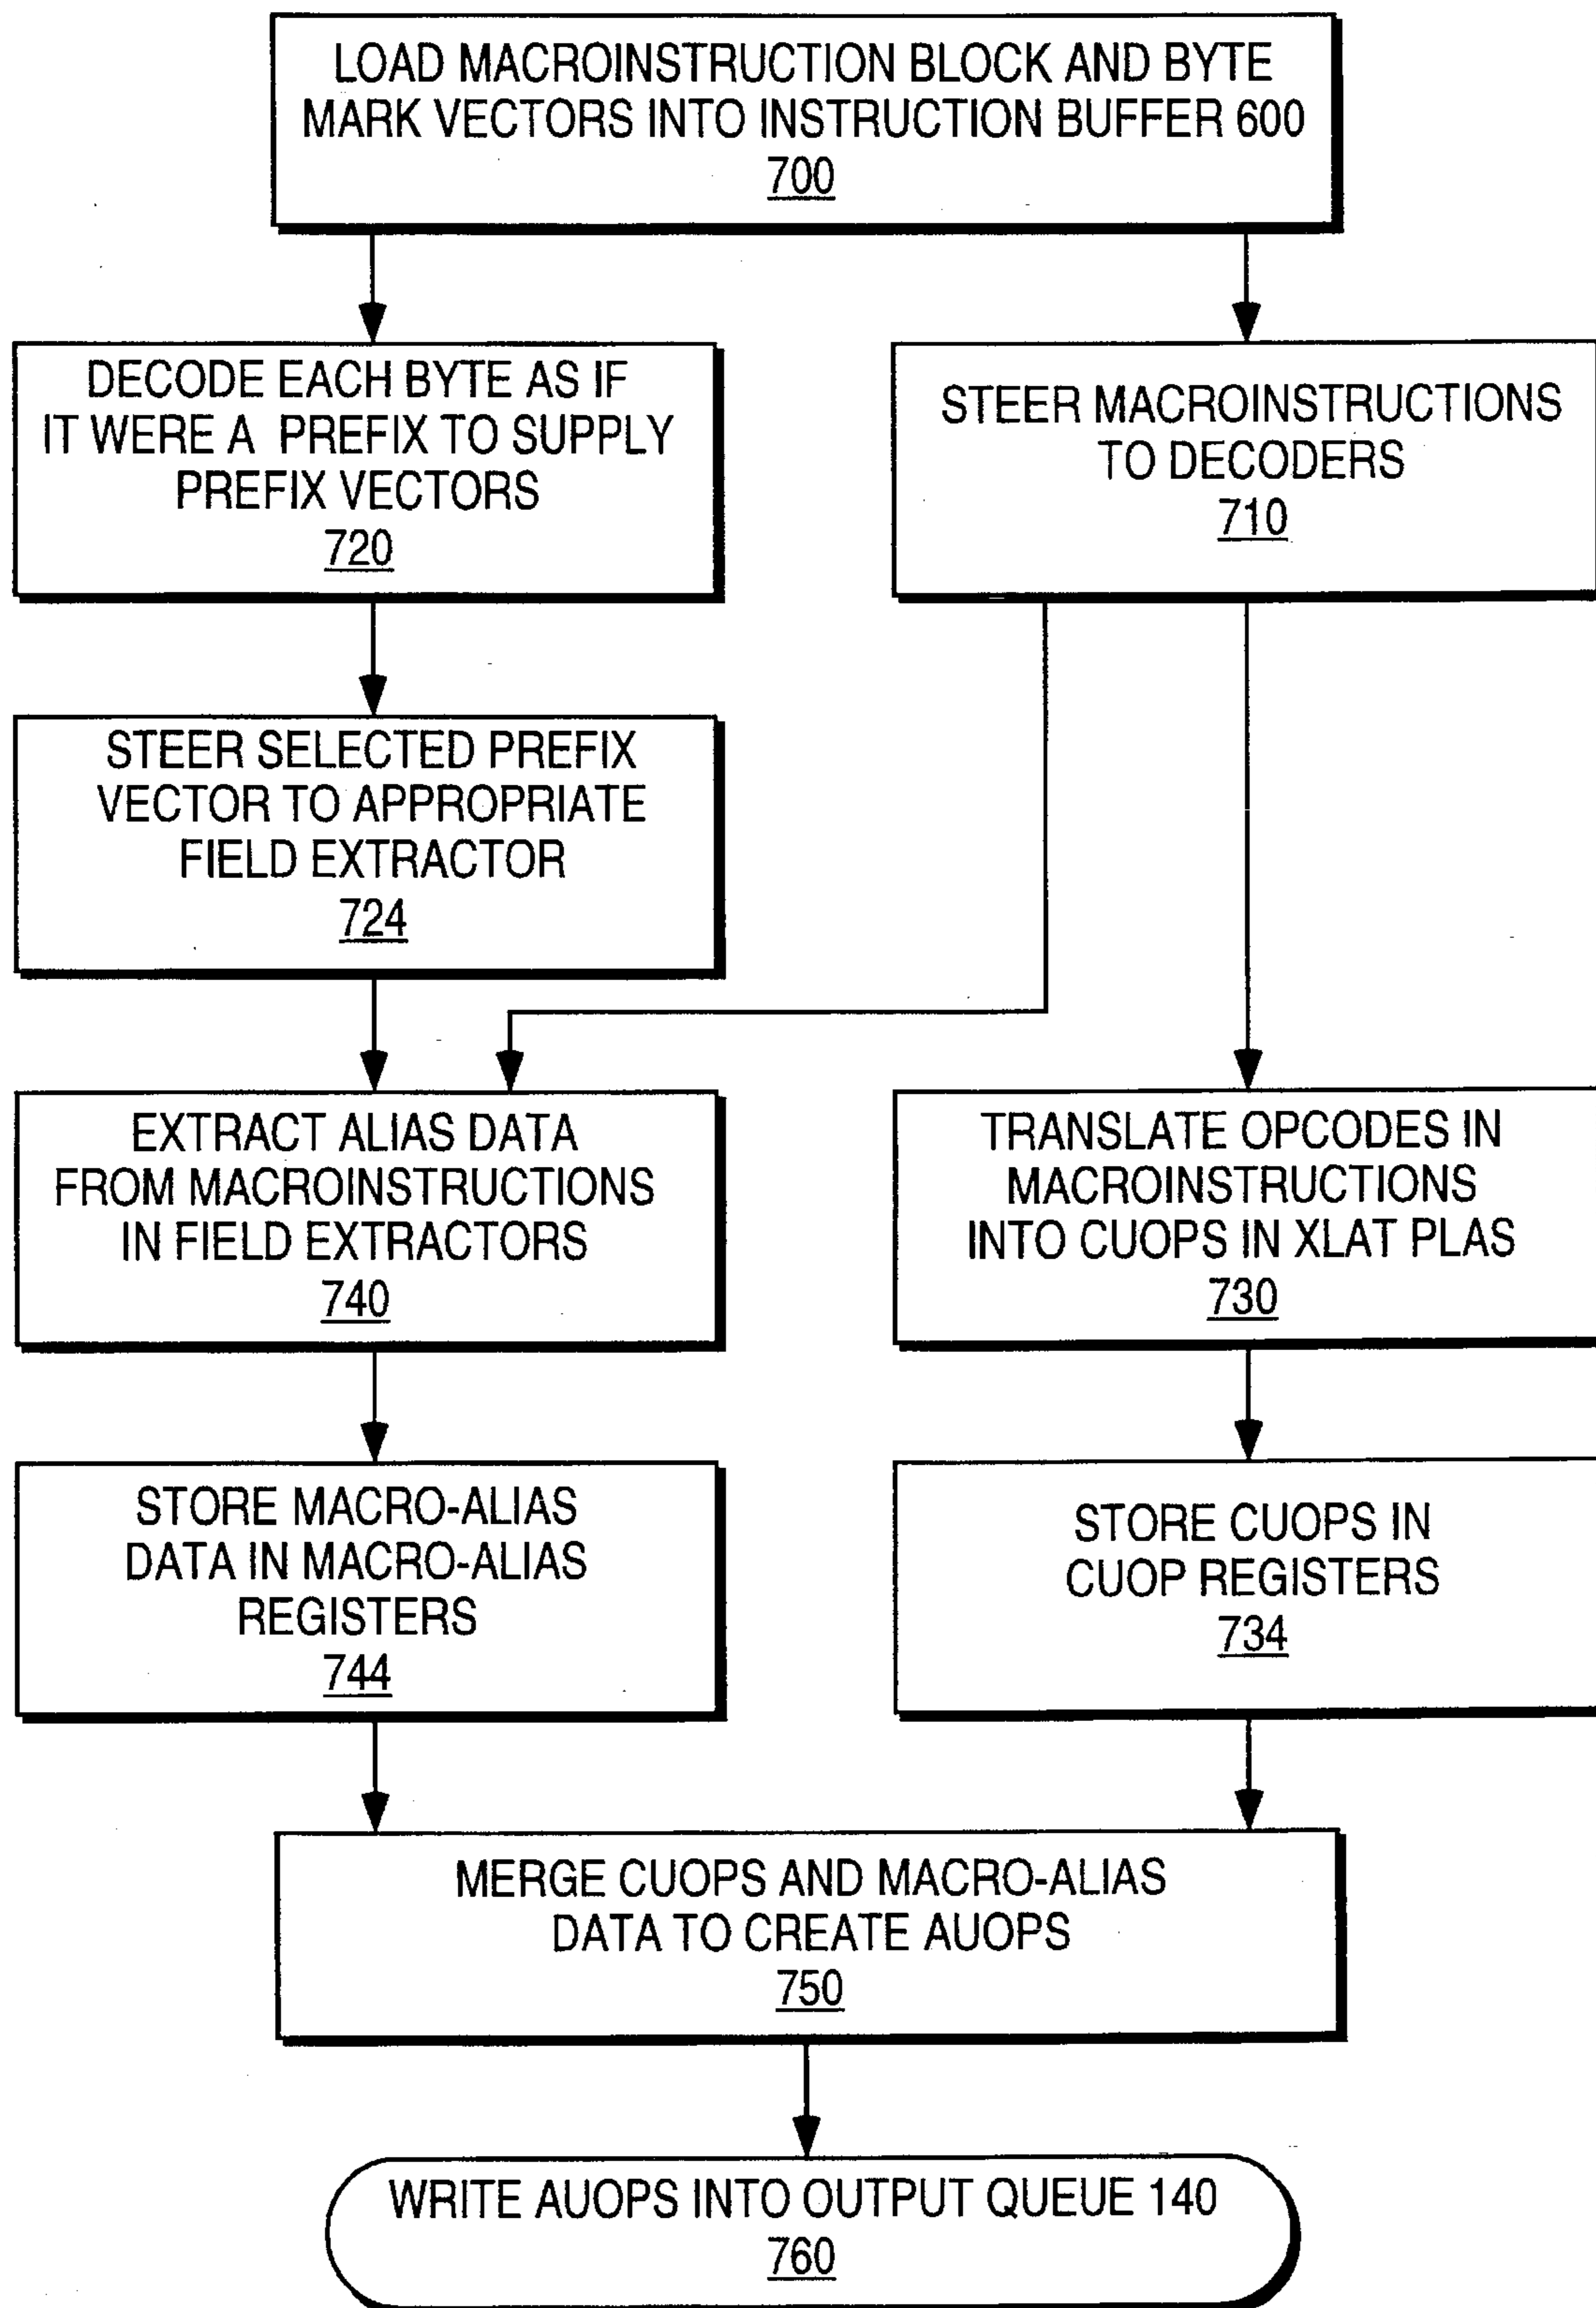 LOAD MACROINSTRUCTION BLOCK AND BYTE
MARK VECTORS INTO INSTRUCTION BUFFER 600
700
DECODE EACH BYTE AS IF
IT WERE A PREFIX TO SUPPLY
PREFIX VECTORS
720
STEER MACROINSTRUCTIONS
TO DECODERS
710
STEER SELECTED PREFIX
VECTOR TO APPROPRIATE
FIELD EXTRACTOR
724
EXTRACT ALIAS DATA
FROM MACROINSTRUCTIONS
IN FIELD EXTRACTORS
740
TRANSLATE OPCODES IN
MACROINSTRUCTIONS
INTO CUOPS IN XLAT PLAS
730
STORE MACRO-ALIAS
DATA IN MACRO-ALIAS
REGISTERS
744
STORE CUOPS IN
CUOP REGISTERS
734
MERGE CUOPS AND MACRO-ALIAS
DATA TO CREATE AUOPS
750
WRITE AUOPS INTO OUTPUT QUEUE 140
760